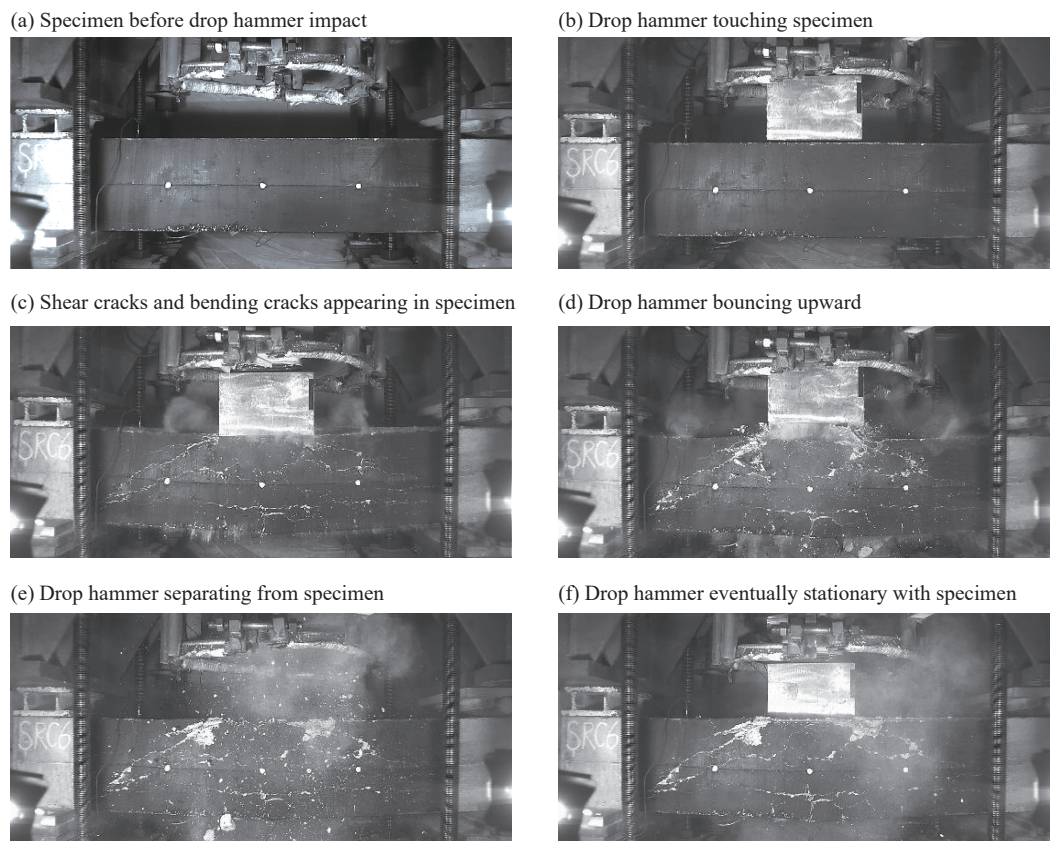 (a) Specimen before drop hammer impact
(b) Drop hammer touching specimen
SRC
SRC6
(c) Shear cracks and bending cracks appearing in specimen
(d) Drop hammer bouncing upward
SRC6
SRC6
(e) Drop hammer separating from specimen
(f) Drop hammer eventually stationary with specimen
SRC6
SRC6